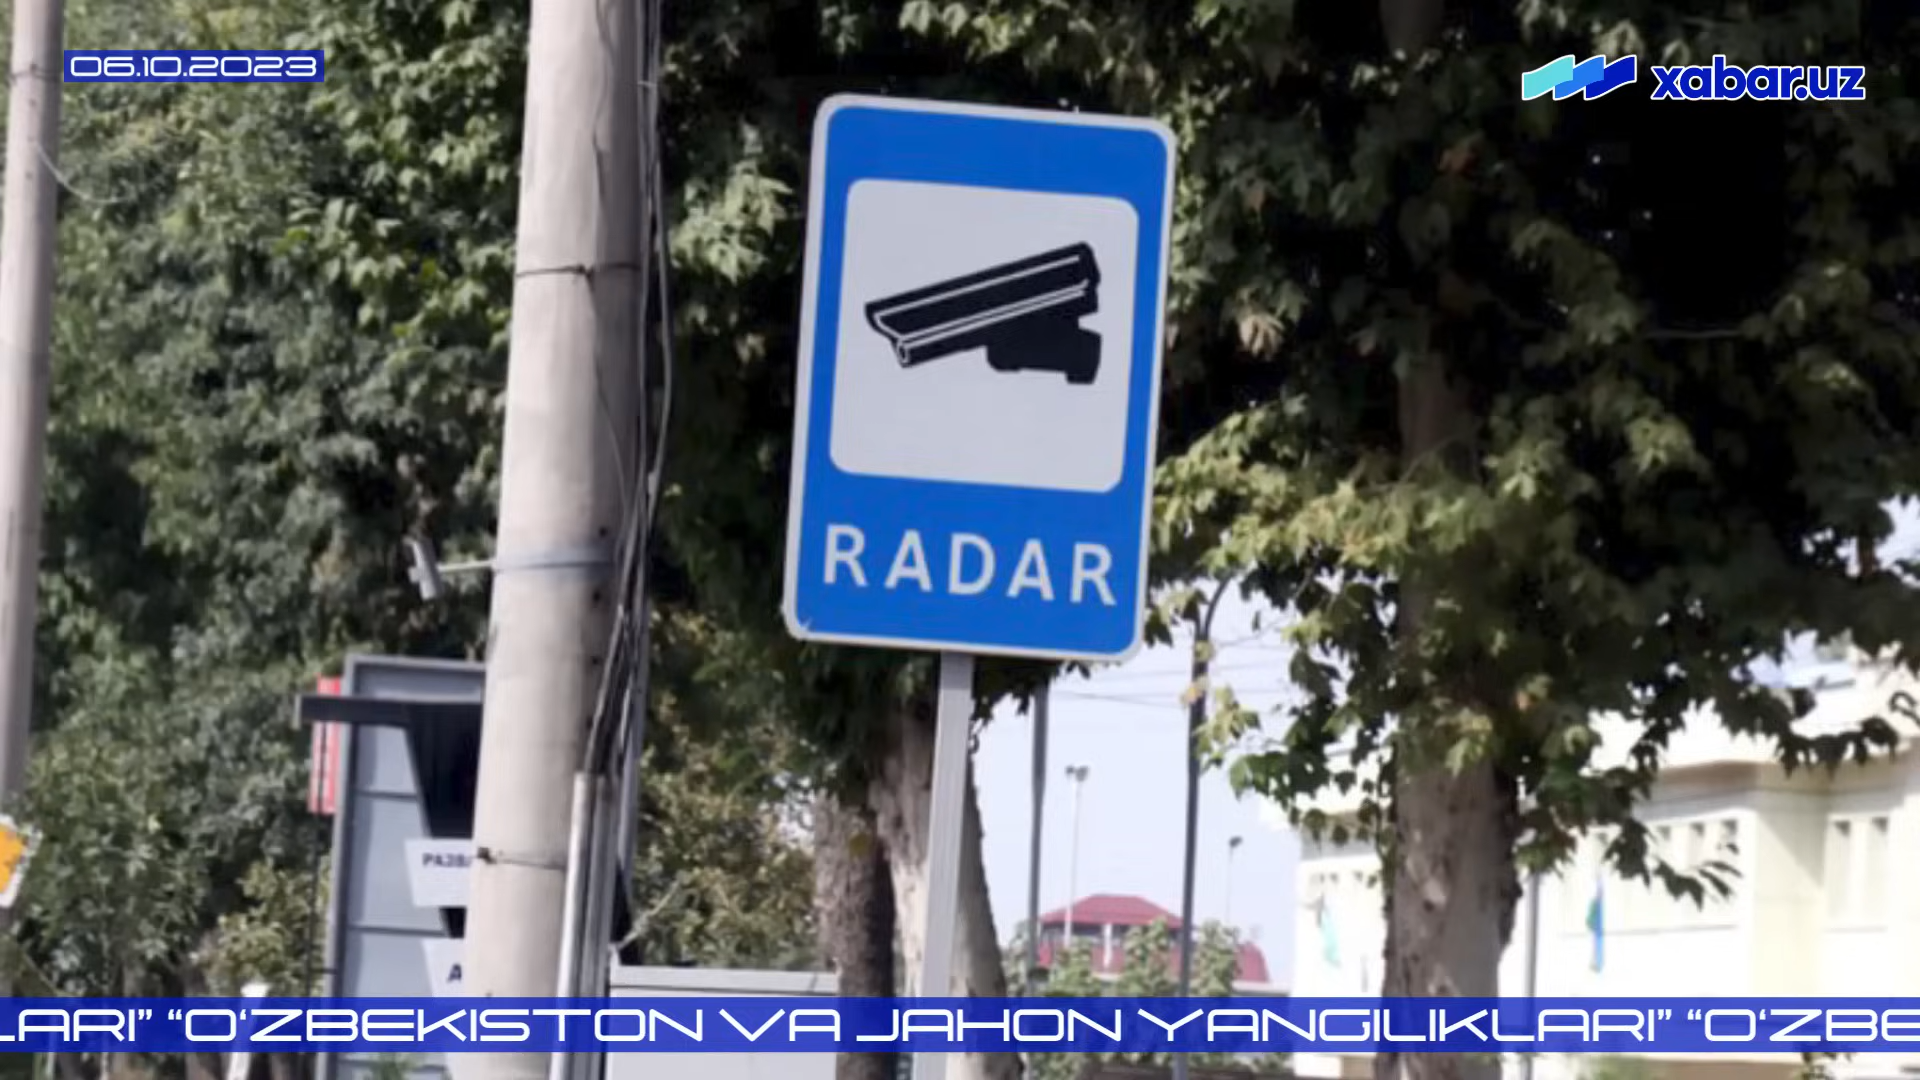 06.10.2023
xabar.uz
RADAR
LARI” “O‘ZBEKISTON VA JAHON YANGILIKLARI” “O‘ZBE